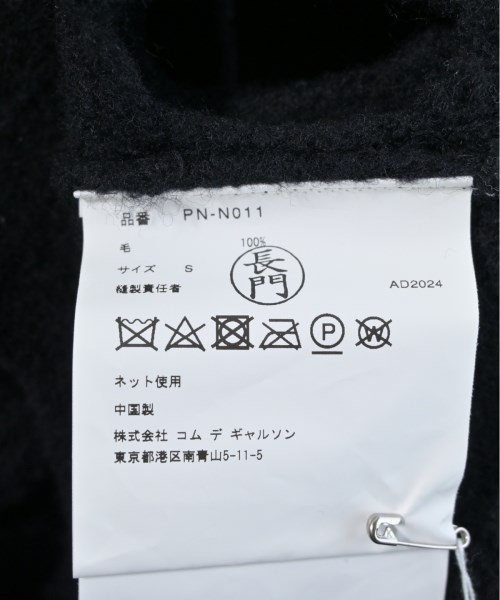 品番 PN-N011
毛 100%
サイズ S
縫製責任者 長門 AD2024
P W
ネット使用
中国製
株式会社 コム デ ギャルソン
東京都港区南青山5-11-5